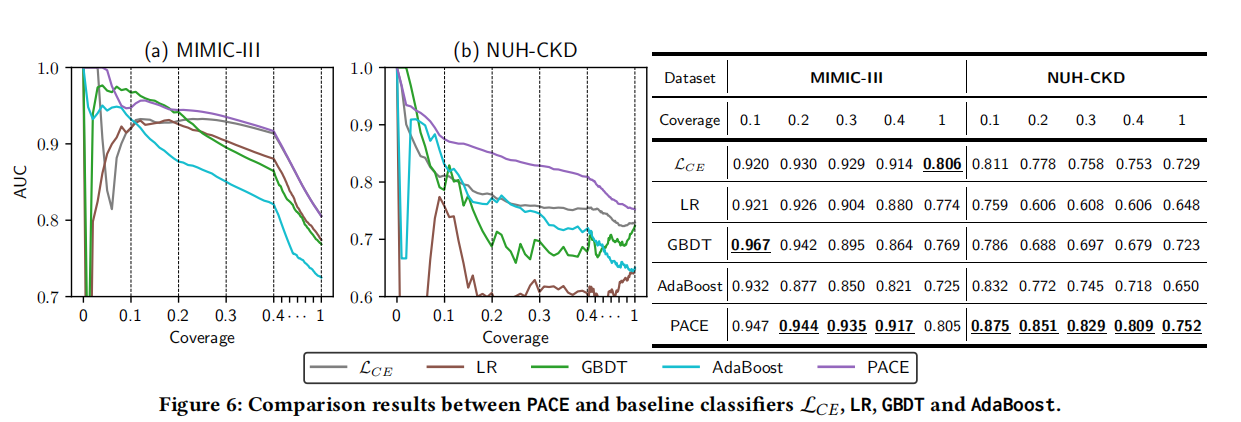 (a) MIMIC-III
1.0
0.9
0.8
0.7
AUC
0 0.1 0.2 0.3 0.4 ··· 1
Coverage
(b) NUH-CKD
1.0
0.9
0.8
0.7
0.6
0 0.1 0.2 0.3 0.4 ··· 1
Coverage
Dataset MIMIC-III NUH-CKD
Coverage 0.1 0.2 0.3 0.4 1 0.1 0.2 0.3 0.4 1
ℒCE 0.920 0.930 0.929 0.914 0.806 0.811 0.778 0.758 0.753 0.729
LR 0.921 0.926 0.904 0.880 0.774 0.759 0.606 0.608 0.606 0.648
GBDT 0.967 0.942 0.895 0.864 0.769 0.786 0.688 0.697 0.679 0.723
AdaBoost 0.932 0.877 0.850 0.821 0.725 0.832 0.772 0.745 0.718 0.650
PACE 0.947 0.944 0.935 0.917 0.805 0.875 0.851 0.829 0.809 0.752
ℒCE LR GBDT AdaBoost PACE
Figure 6: Comparison results between PACE and baseline classifiers ℒCE, LR, GBDT and AdaBoost.